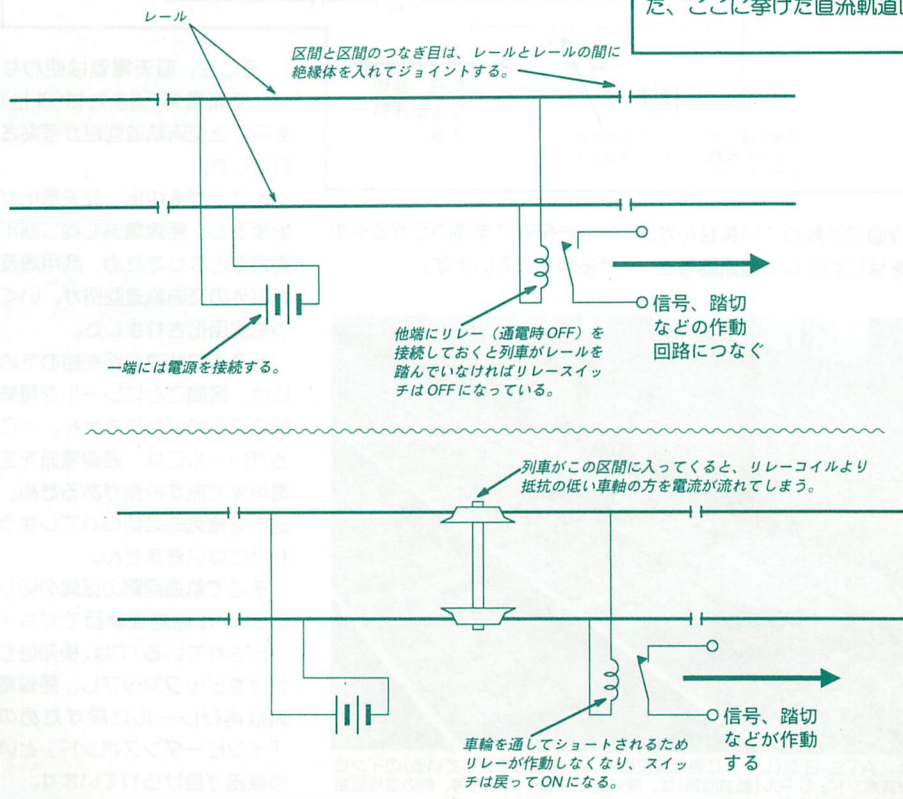 た、ここに挙げた直流軌道
レール
区間と区間のつなぎ目は、レールとレールの間に
絶縁体を入れてジョイントする。
一端には電源を接続する。
他端にリレー(通電時OFF)を
接続しておくと列車がレールを
踏んでいなければリレースイッ
チはOFFになっている。
信号、踏切
などの作動
回路につなぐ
列車がこの区間に入ってくると、リレーコイルより
抵抗の低い車軸の方を電流が流れてしまう。
車輪を通してショートされるため
リレーが作動しなくなり、スイッ
チは戻ってONになる。
信号、踏切
などが作動
する